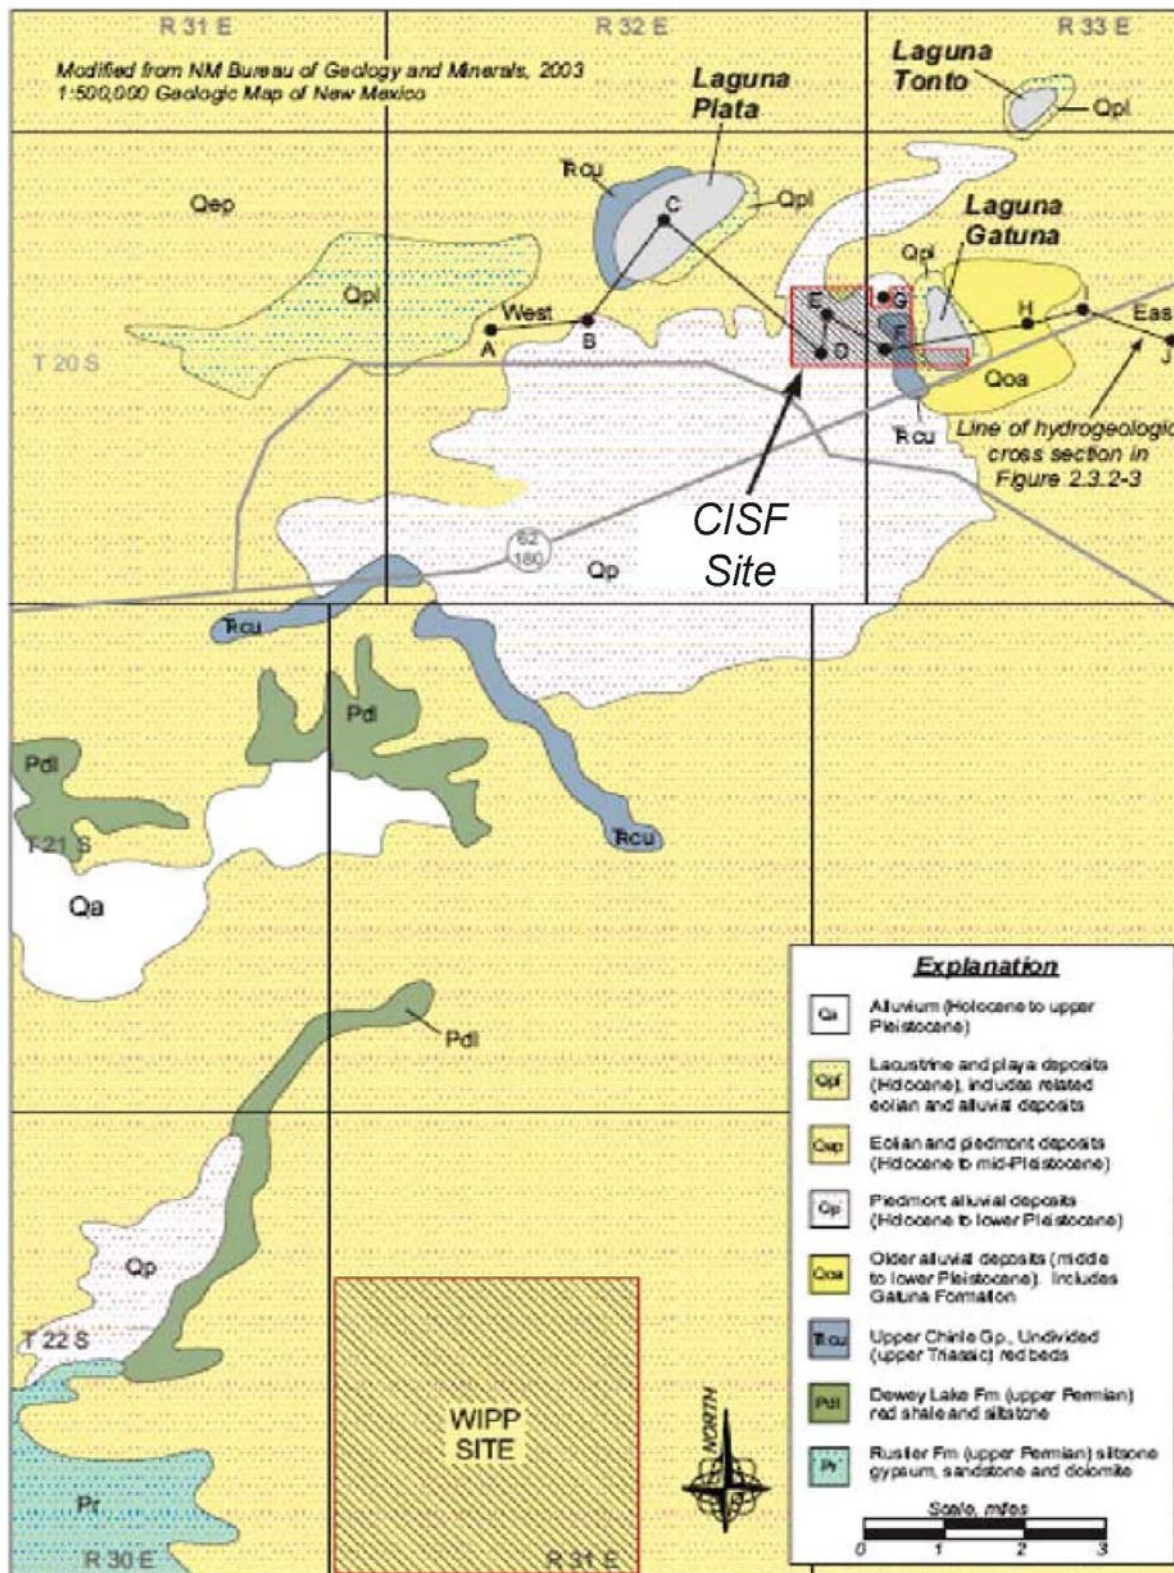 R 31 E
R 32 E
R 33 E
Modified from NM Bureau of Geology and Minerals, 2003
1:500,000 Geologic Map of New Mexico
Laguna
Tonto
Qpl
Laguna
Plata
TRcu
Qpl
C
Qep
Laguna
Gatuna
Qpl
Qpl
West
A
B
E
G
D
F
H
I
Eas
J
T 20 S
Qoa
TRcu
Line of hydrogeologic
cross section in
Figure 2.3.2-3
CISF
Site
62
180
Qp
TRcu
Pdl
Pdl
T 21 S
TRcu
Qa
Pdl
Qp
T 22 S
WIPP
SITE
NORTH
Pr
R 30 E
R 31 E
Explanation
Qa
Alluvium (Holocene to upper
Pleistocene)
Qpl
Lacustrine and playa deposits
(Holocene), includes related
eolian and alluvial deposits
Qep
Eolian and piedmont deposits
(Holocene to mid-Pleistocene)
Qp
Piedmont alluvial deposits
(Holocene to lower Pleistocene)
Qoa
Older alluvial deposits (middle
to lower Pleistocene). Includes
Gatuna Formation
TRcu
Upper Chinle Gp., Undivided
(upper Triassic) red beds
Pdl
Dewey Lake Fm (upper Permian)
red shale and siltstone
Pr
Rustler Fm (upper Permian) siltsone
gypsum, sandstone and dolomite
Scale, miles
0 1 2 3